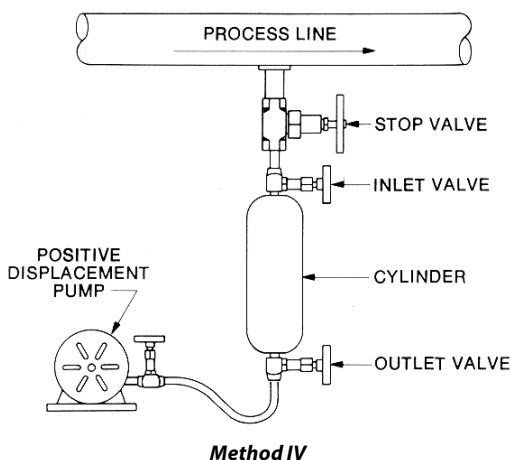 PROCESS LINE
STOP VALVE
INLET VALVE
POSITIVE
DISPLACEMENT
PUMP
CYLINDER
OUTLET VALVE
Method IV